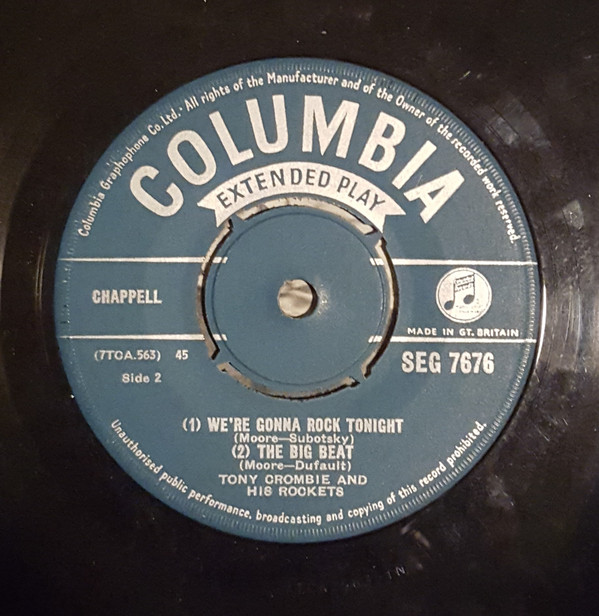 Columbia Graphophone Co. Ltd. · All rights of the Manufacturer and of the Owner of the recorded work reserved.
COLUMBIA
EXTENDED PLAY
CHAPPELL
MADE IN GT. BRITAIN
(7TCA.563) 45
SEG 7676
Side 2
(1) WE'RE GONNA ROCK TONIGHT
(Moore—Subotsky)
(2) THE BIG BEAT
(Moore—Dufault)
TONY CROMBIE AND
HIS ROCKETS
Unauthorised public performance, broadcasting and copying of this record prohibited.